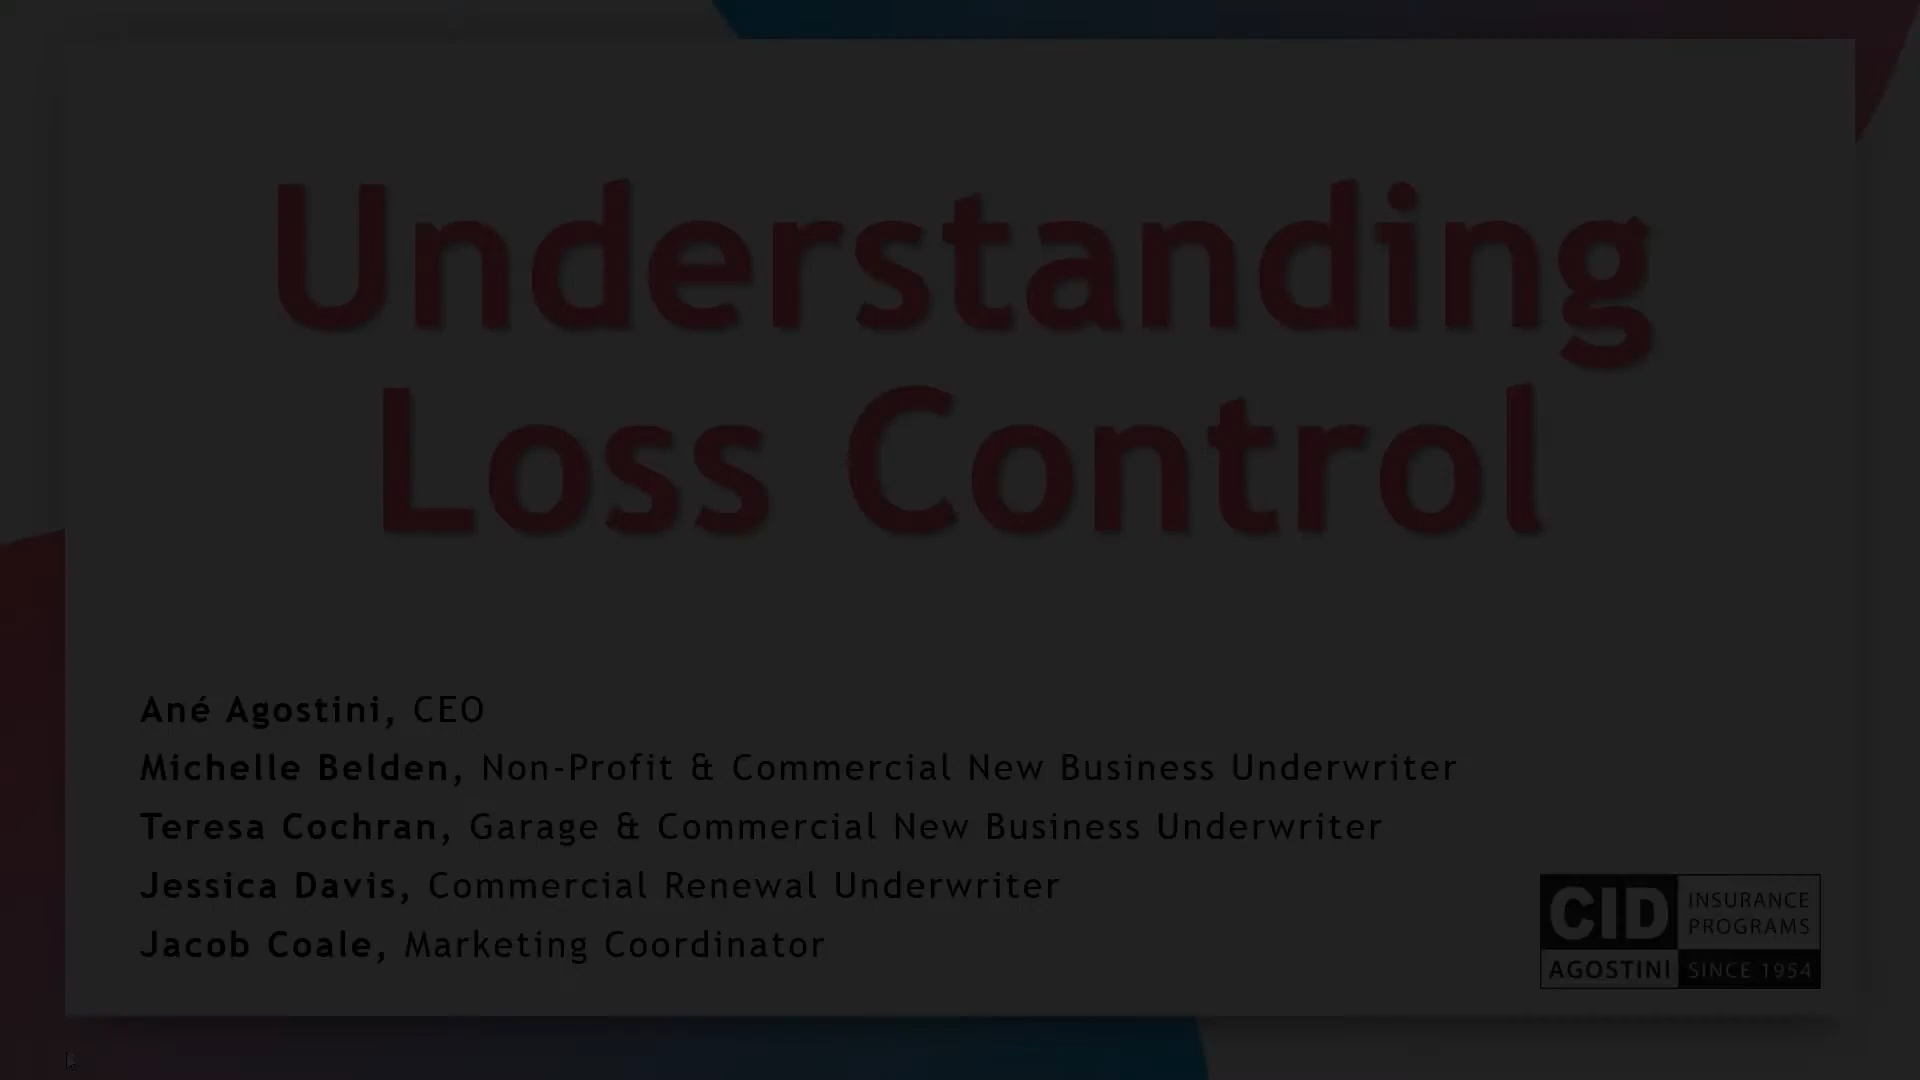 Understanding
Loss Control
Ané Agostini, CEO
Michelle Belden, Non-Profit & Commercial New Business Underwriter
Teresa Cochran, Garage & Commercial New Business Underwriter
Jessica Davis, Commercial Renewal Underwriter
Jacob Coale, Marketing Coordinator
CID INSURANCE
PROGRAMS
AGOSTINI SINCE 1954